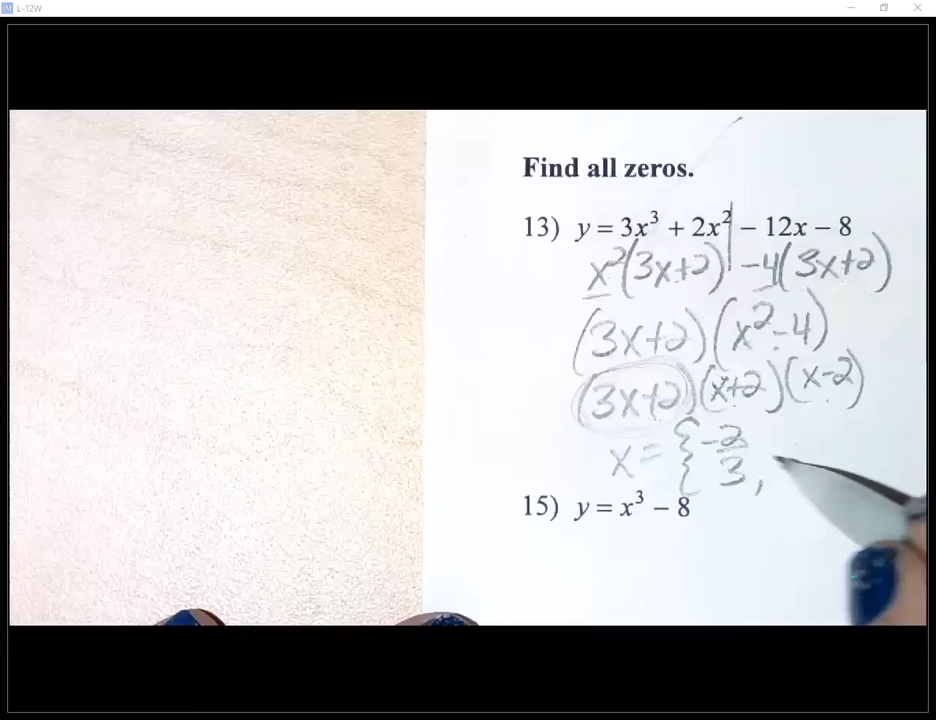 L-12W
Find all zeros.
13) y = 3x³ + 2x² – 12x – 8
x²(3x+2) -4(3x+2)
(3x+2)(x²-4)
(3x+2)(x+2)(x-2)
x = { -2/3 ,
15) y = x³ – 8